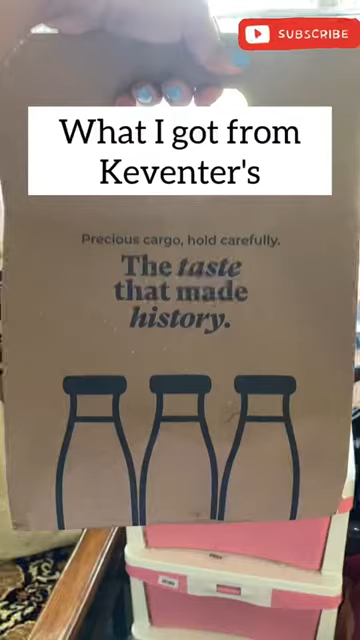 SUBSCRIBE
What I got from
Keventer's
Precious cargo, hold carefully.
The taste
that made
history.